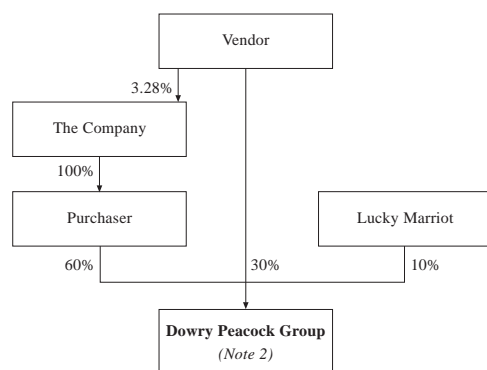 Vendor
3.28%
The Company
100%
Purchaser
Lucky Marriot
60%
30%
10%
Dowry Peacock Group
(Note 2)